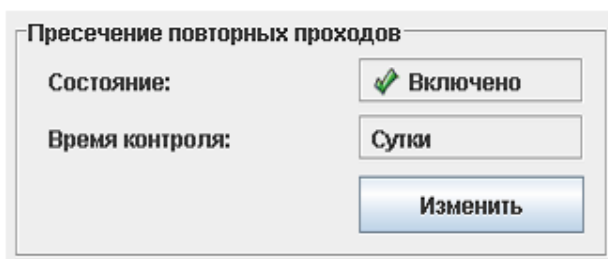 Пресечение повторных проходов
Состояние: Включено
Время контроля: Сутки
Изменить